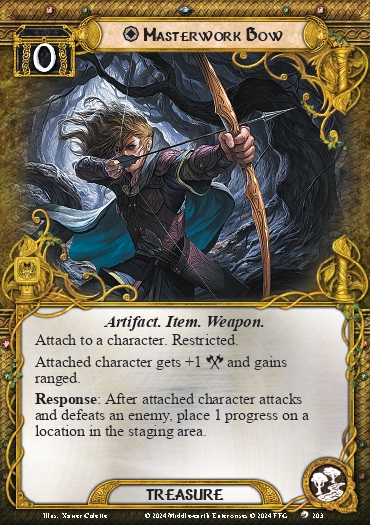 Masterwork Bow
0
Artifact. Item. Weapon.
Attach to a character. Restricted.
Attached character gets +1 and gains
ranged.
Response: After attached character attacks
and defeats an enemy, place 1 progress on a
location in the staging area.
TREASURE
Illus. Xavier Colette © 2024 Middle-earth Enterprises © 2024 FFG 203